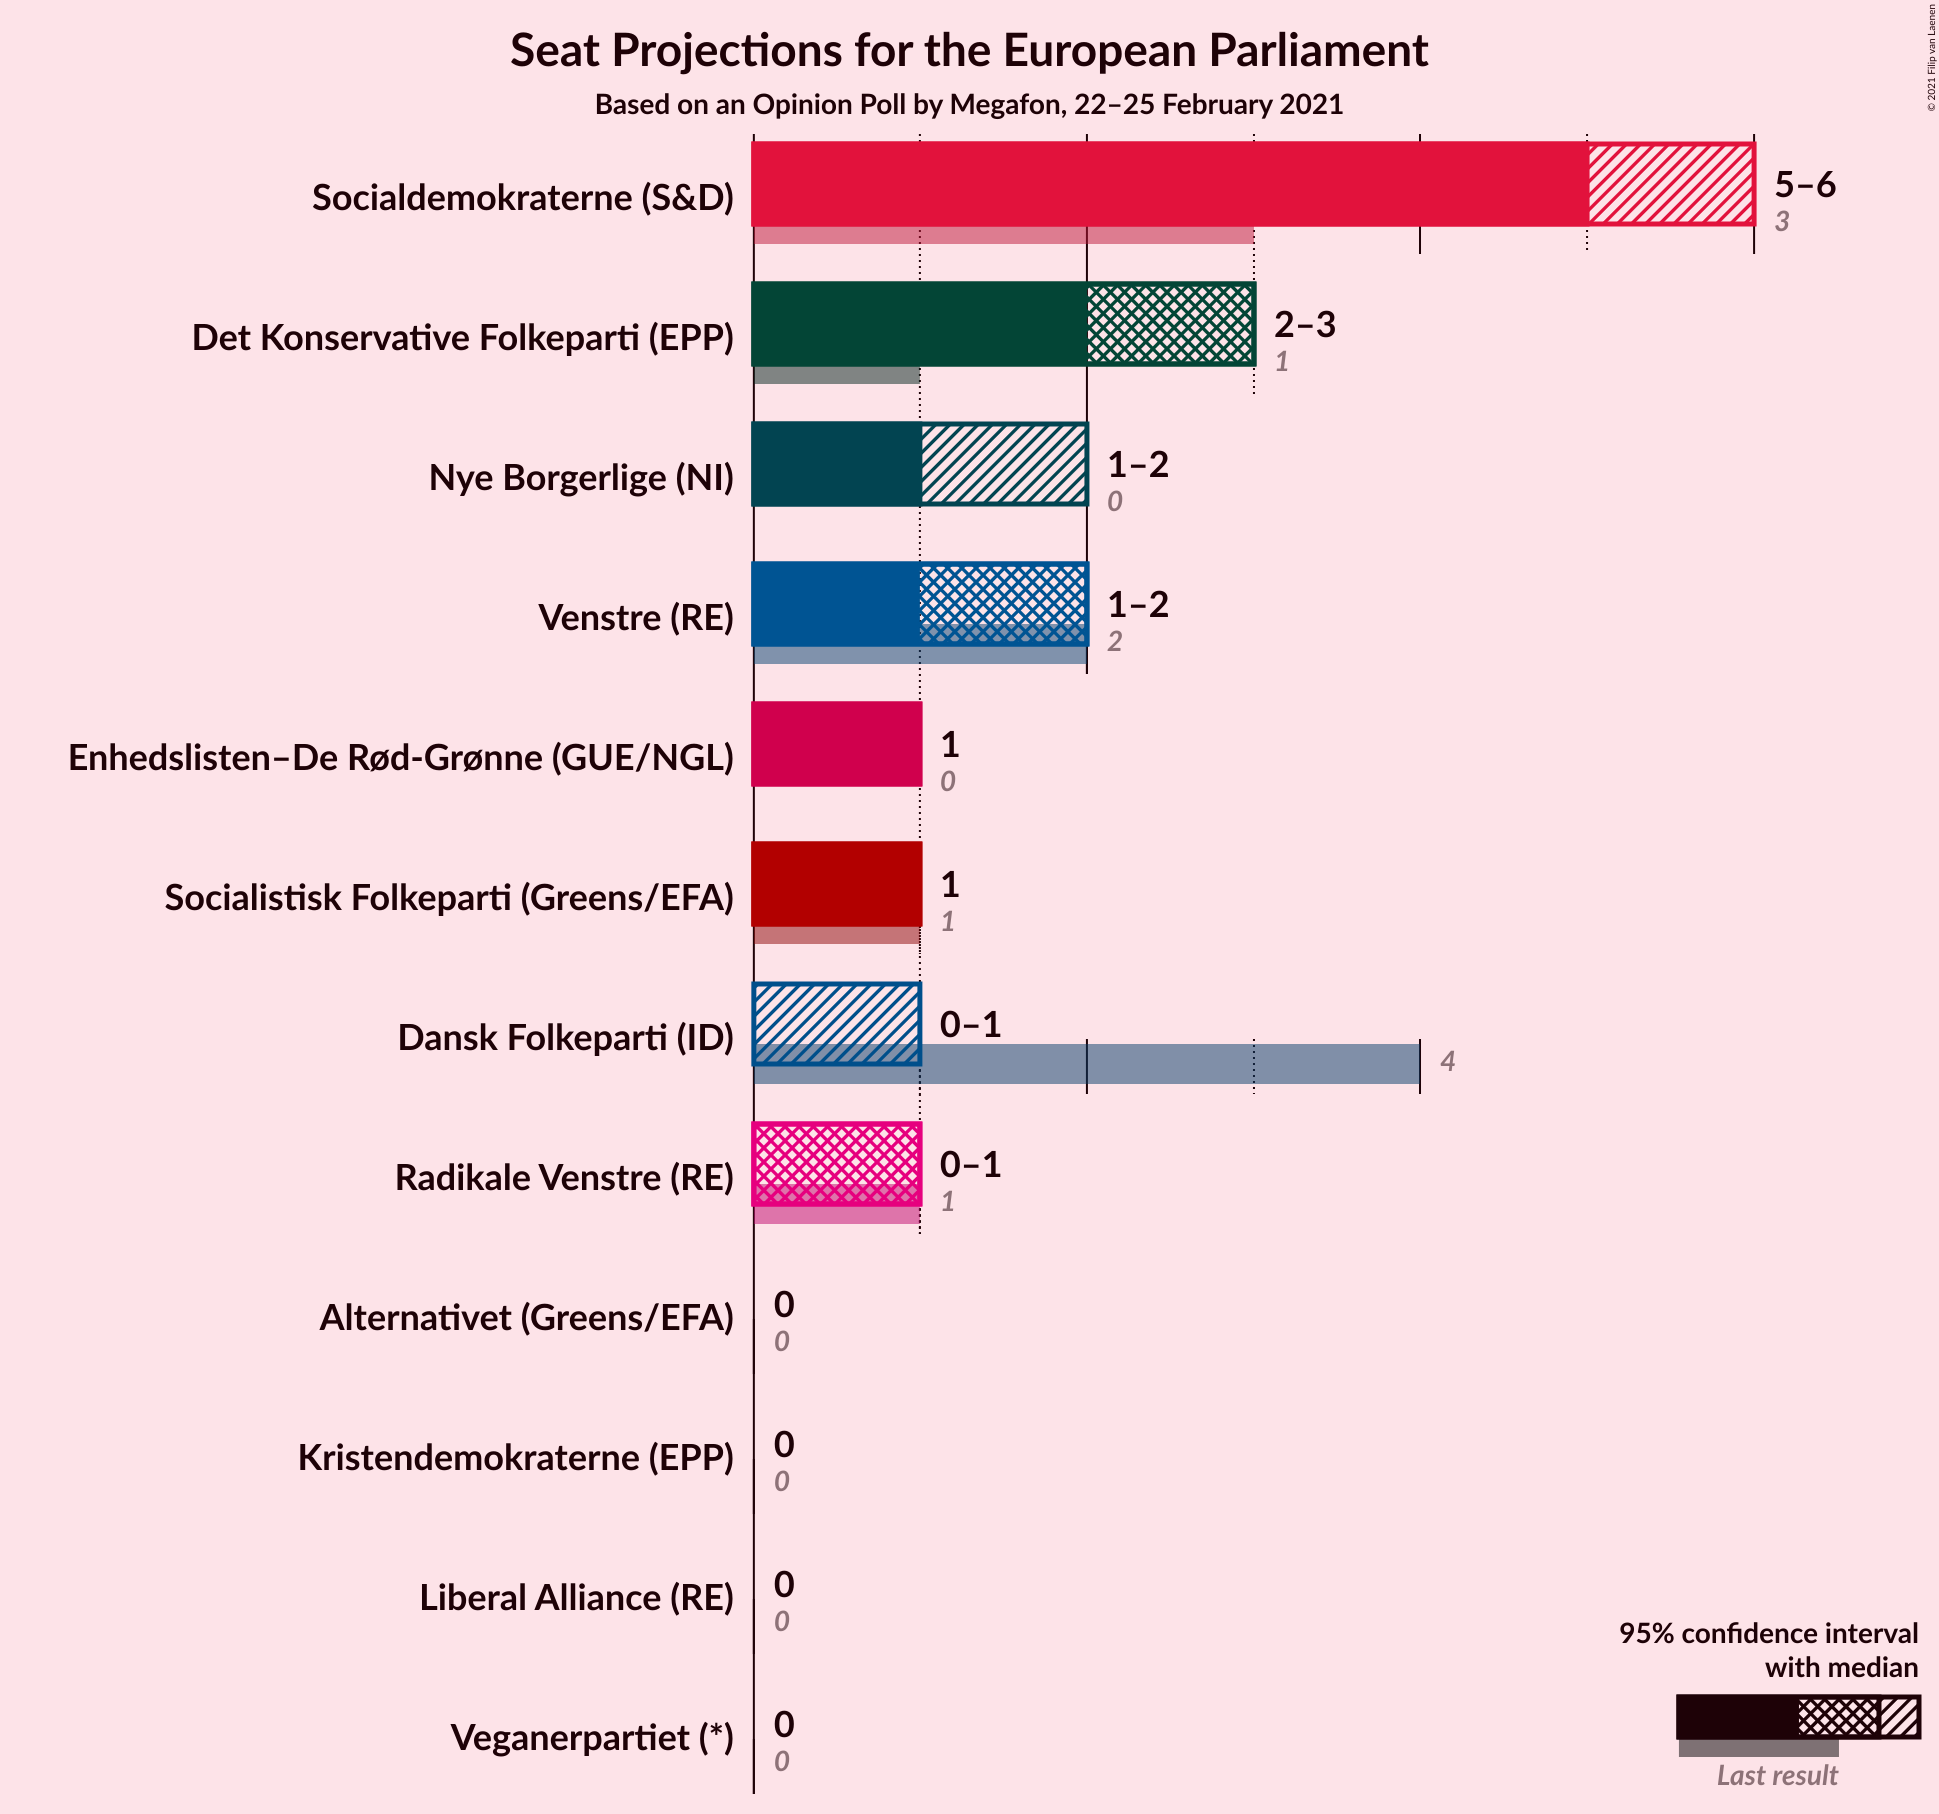 Seat Projections for the European Parliament
Based on an Opinion Poll by Megafon, 22–25 February 2021
© 2021 Filip van Laenen
Socialdemokraterne (S&D)
5–6
3
Det Konservative Folkeparti (EPP)
2–3
1
Nye Borgerlige (NI)
1–2
0
Venstre (RE)
1–2
2
Enhedslisten–De Rød-Grønne (GUE/NGL)
1
0
Socialistisk Folkeparti (Greens/EFA)
1
1
Dansk Folkeparti (ID)
0–1
4
Radikale Venstre (RE)
0–1
1
Alternativet (Greens/EFA)
0
0
Kristendemokraterne (EPP)
0
0
Liberal Alliance (RE)
0
0
Veganerpartiet (*)
0
0
95% confidence interval
with median
Last result